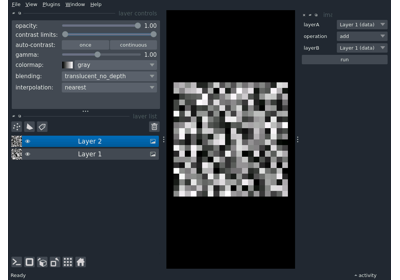 File View Plugins Window Help
layer controls
opacity: 1.00
contrast limits:
auto-contrast: once continuous
gamma: 1.00
colormap: gray
blending: translucent_no_depth
interpolation: nearest
layer list
Layer 2
Layer 1
layerA Layer 1 (data)
operation add
layerB Layer 1 (data)
run
Ready
activity